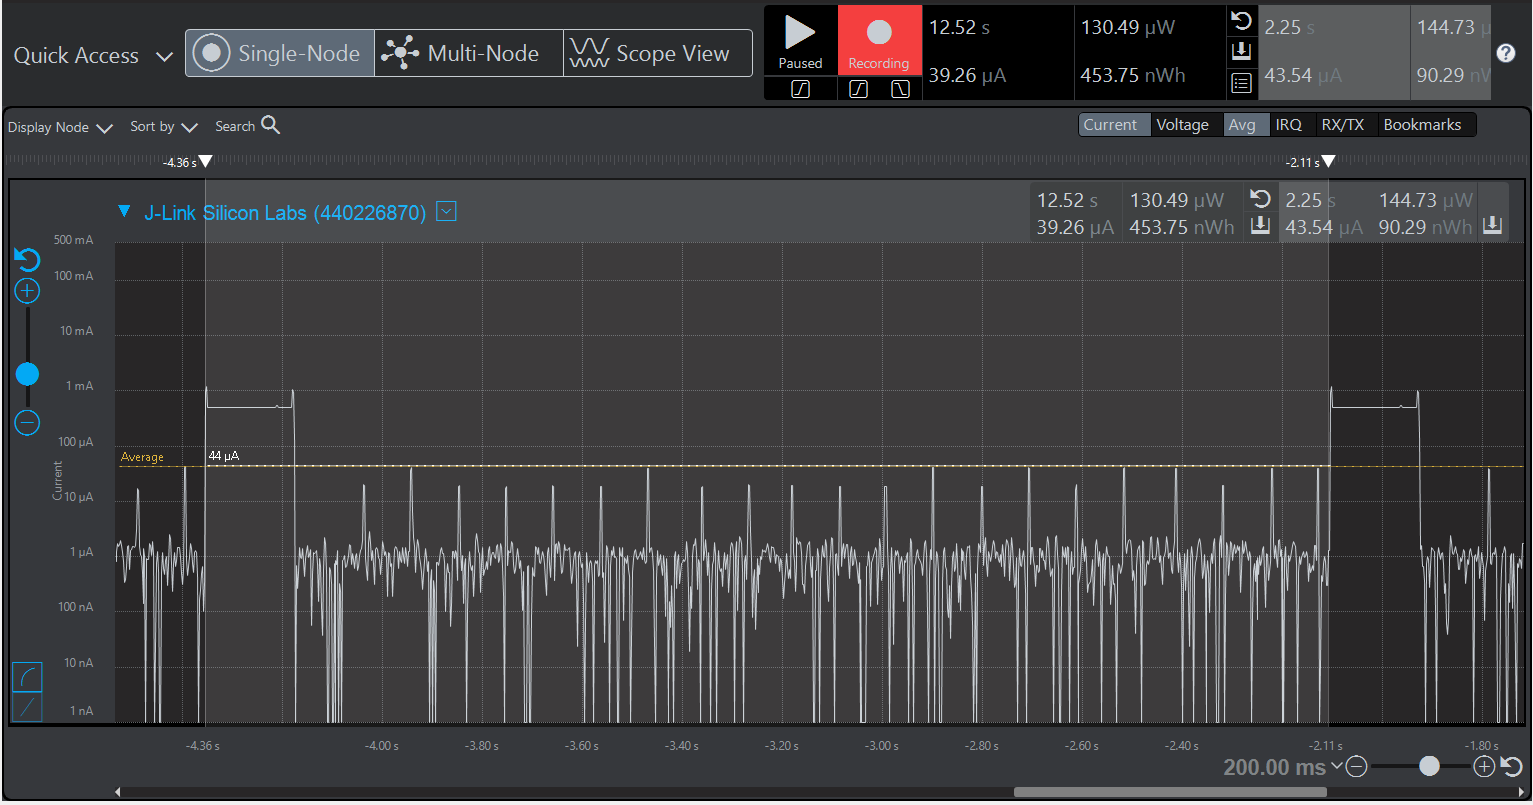 Quick Access
Single-Node
Multi-Node
Scope View
Paused
Recording
12.52 s
130.49 µW
39.26 µA
453.75 nWh
2.25 s
144.73 µ
43.54 µA
90.29 nW
?
Display Node
Sort by
Search
Current
Voltage
Avg
IRQ
RX/TX
Bookmarks
-4.36 s
-2.11 s
J-Link Silicon Labs (440226870)
12.52 s
130.49 µW
2.25 s
144.73 µW
39.26 µA
453.75 nWh
43.54 µA
90.29 nWh
500 mA
100 mA
10 mA
1 mA
100 µA
Average
44 µA
Current
10 µA
1 µA
100 nA
10 nA
1 nA
-4.36 s
-4.00 s
-3.80 s
-3.60 s
-3.40 s
-3.20 s
-3.00 s
-2.80 s
-2.60 s
-2.40 s
-2.11 s
-1.80 s
200.00 ms